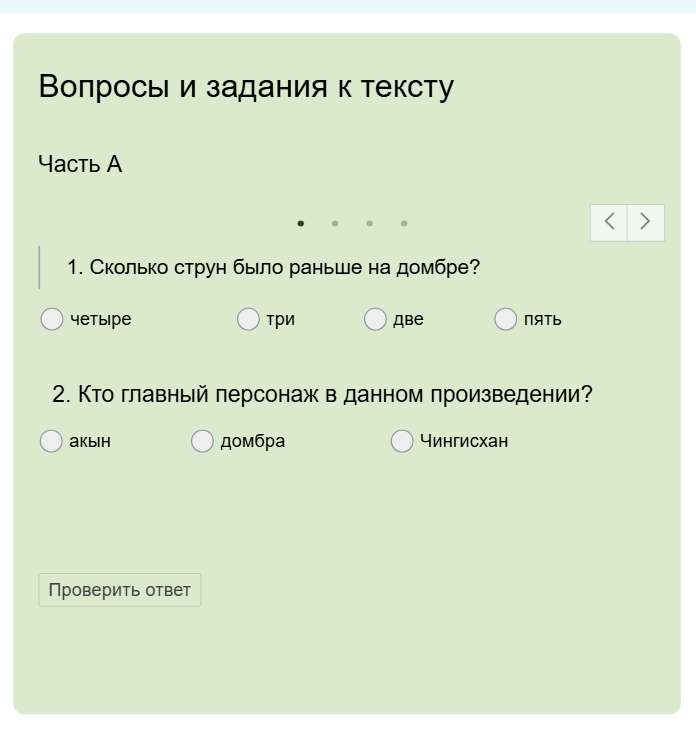 Вопросы и задания к тексту
Часть А
1. Сколько струн было раньше на домбре?
четыре три две пять
2. Кто главный персонаж в данном произведении?
акын домбра Чингисхан
Проверить ответ